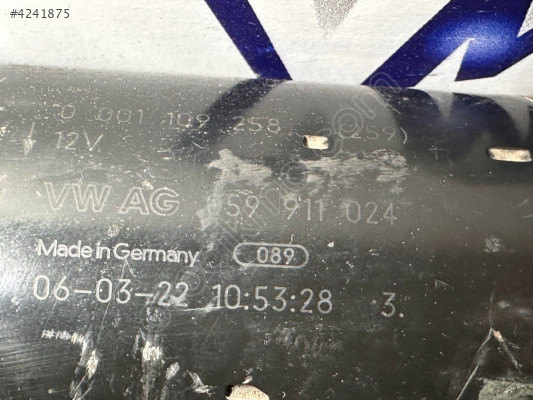 #4241875
0 001 109 258 (259)
12V
VW AG 059 911 024
Made in Germany 089
06-03-22 10:53:28 3.